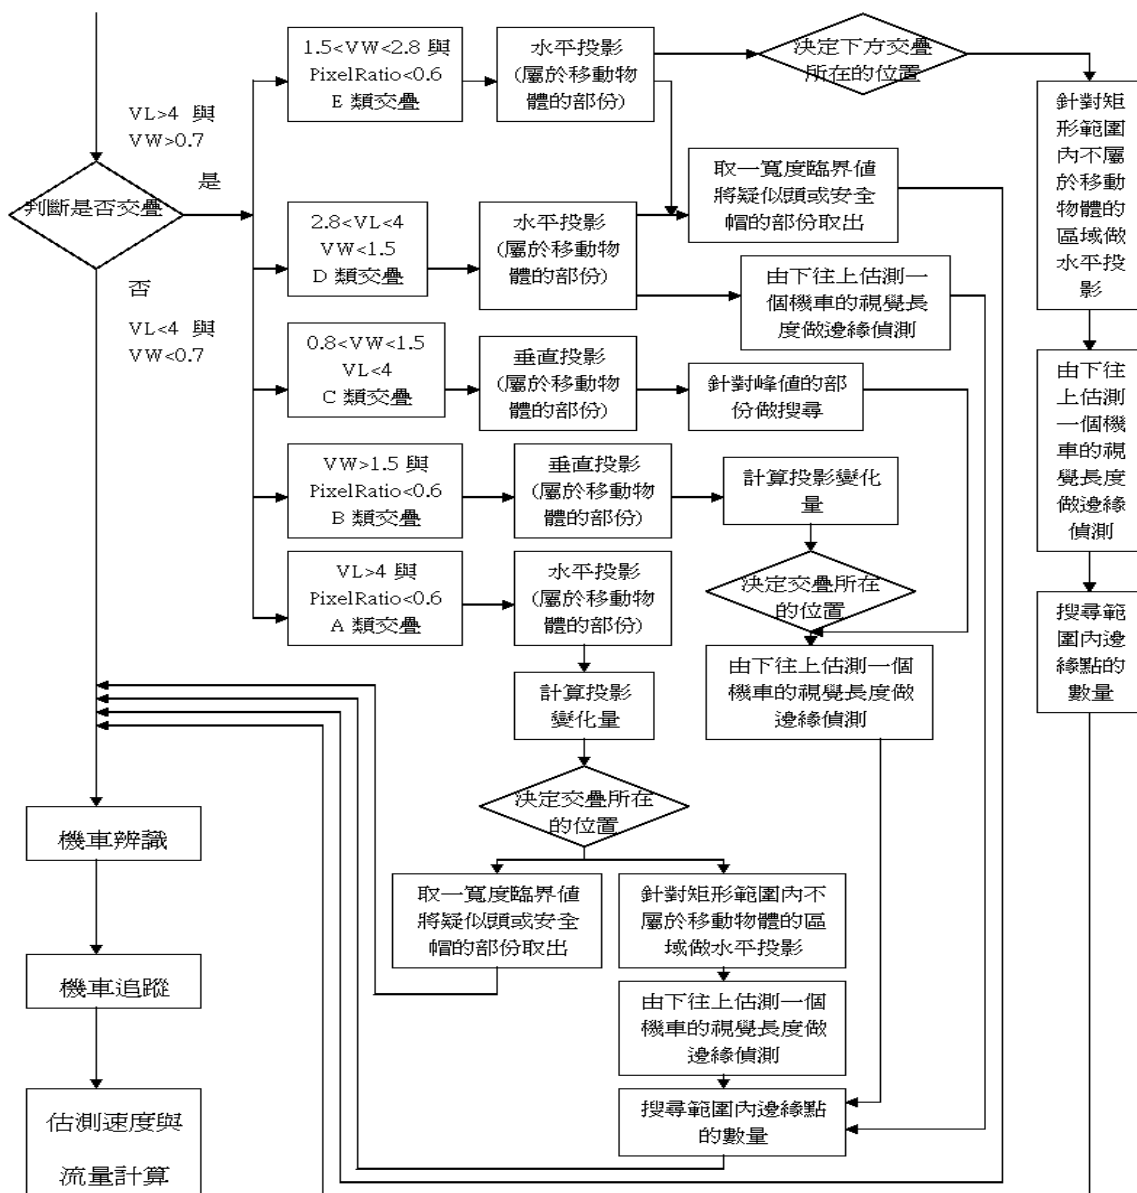 VL>4 與
VW>0.7
判斷是否交疊
是
否
VL<4 與
VW<0.7
1.5<VW<2.8 與
PixelRatio<0.6
E 類交疊
水平投影
(屬於移動物
體的部份)
決定下方交疊
所在的位置
針對矩
形範圍
內不屬
於移動
物體的
區域做
水平投
影
由下往
上估測
一個機
車的視
覺長度
做邊緣
偵測
搜尋範
圍內邊
緣點的
數量
取一寬度臨界值
將疑似頭或安全
帽的部份取出
2.8<VL<4
VW<1.5
D 類交疊
水平投影
(屬於移動物
體的部份)
由下往上估測一
個機車的視覺長
度做邊緣偵測
0.8<VW<1.5
VL<4
C 類交疊
垂直投影
(屬於移動物
體的部份)
針對峰值的部
份做搜尋
VW>1.5 與
PixelRatio<0.6
B 類交疊
垂直投影
(屬於移動物
體的部份)
計算投影變化
量
決定交疊所在
的位置
由下往上估測一個
機車的視覺長度做
邊緣偵測
VL>4 與
PixelRatio<0.6
A 類交疊
水平投影
(屬於移動物
體的部份)
計算投影
變化量
決定交疊所在
的位置
取一寬度臨界值
將疑似頭或安全
帽的部份取出
針對矩形範圍內不
屬於移動物體的區
域做水平投影
由下往上估測一個
機車的視覺長度做
邊緣偵測
搜尋範圍內邊緣點
的數量
機車辨識
機車追蹤
估測速度與
流量計算